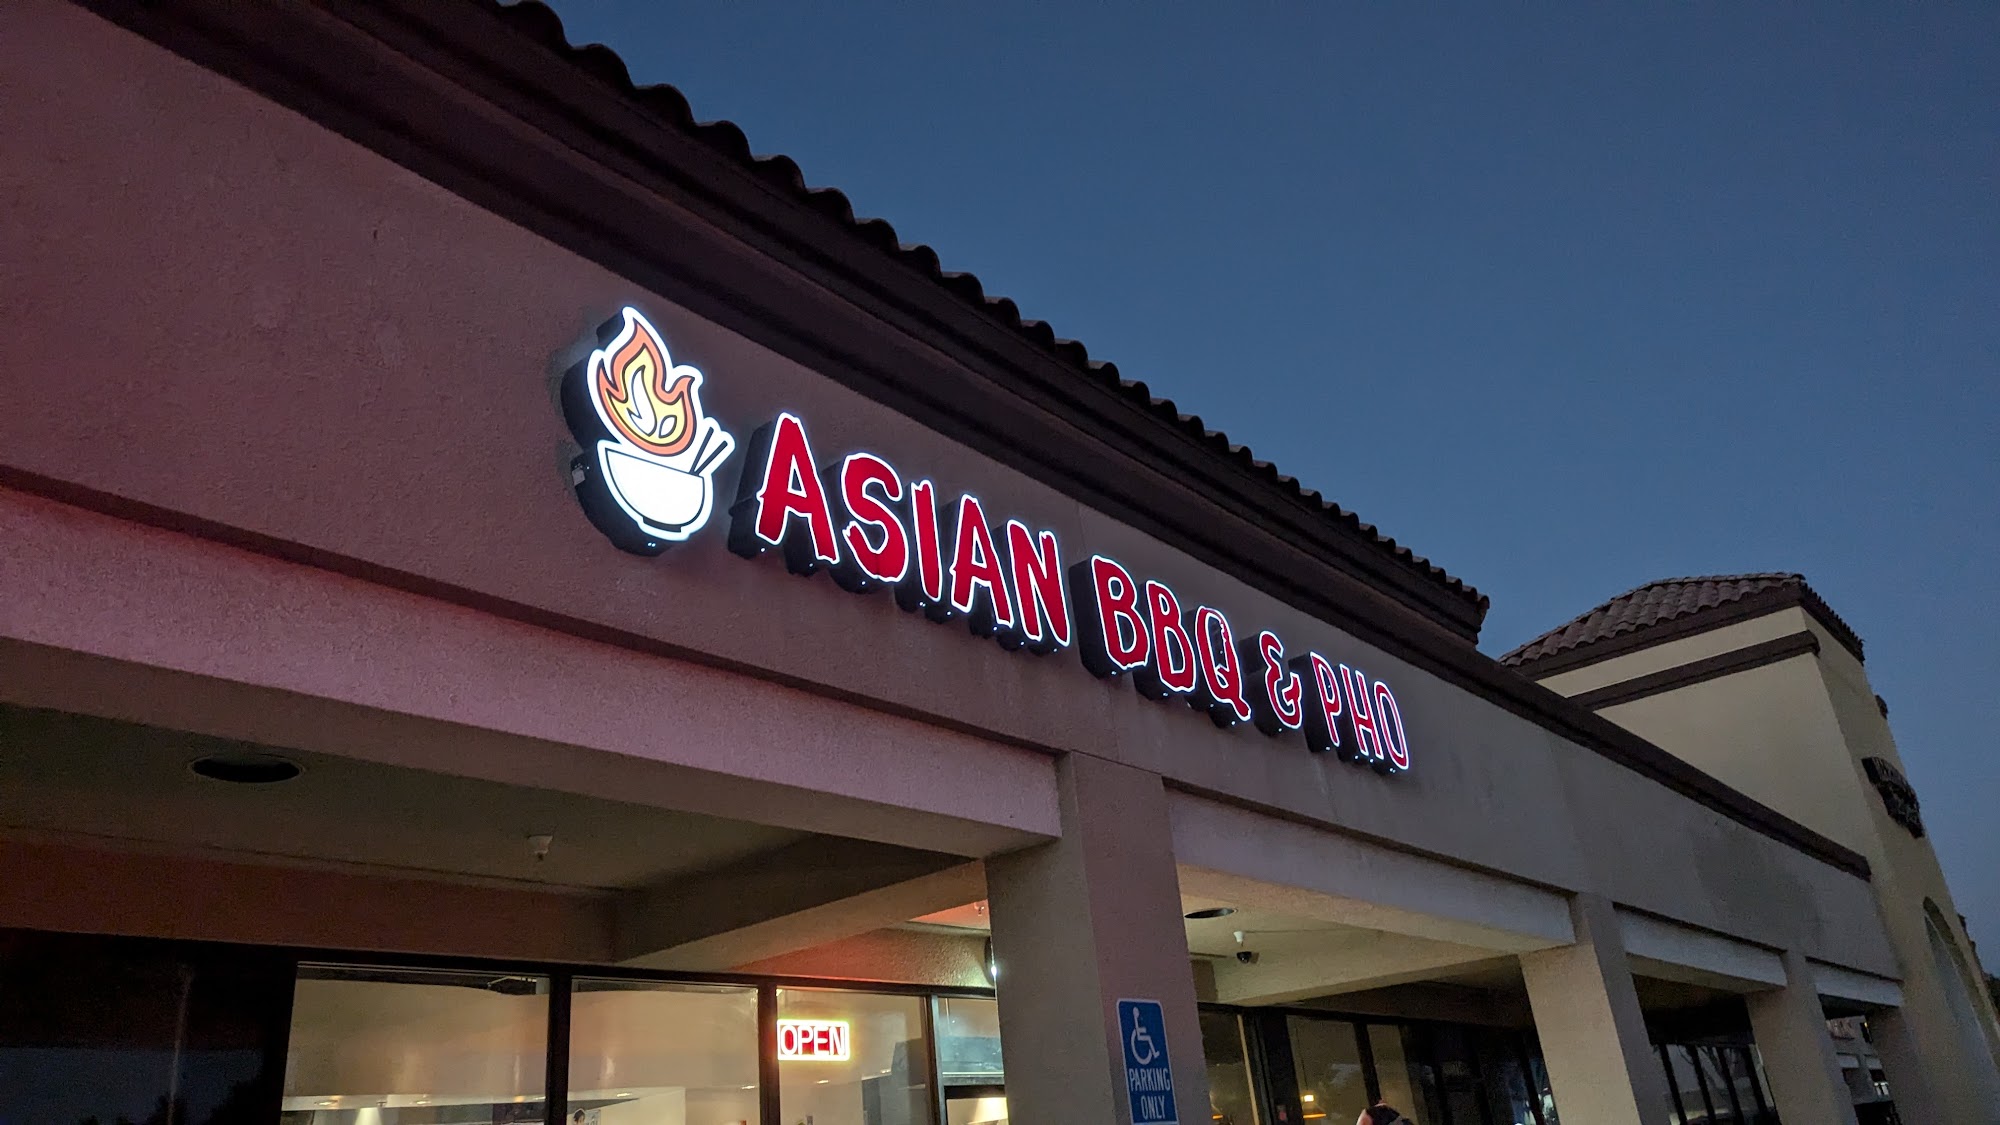 ASIAN BBQ & PHO
OPEN
PARKING
ONLY